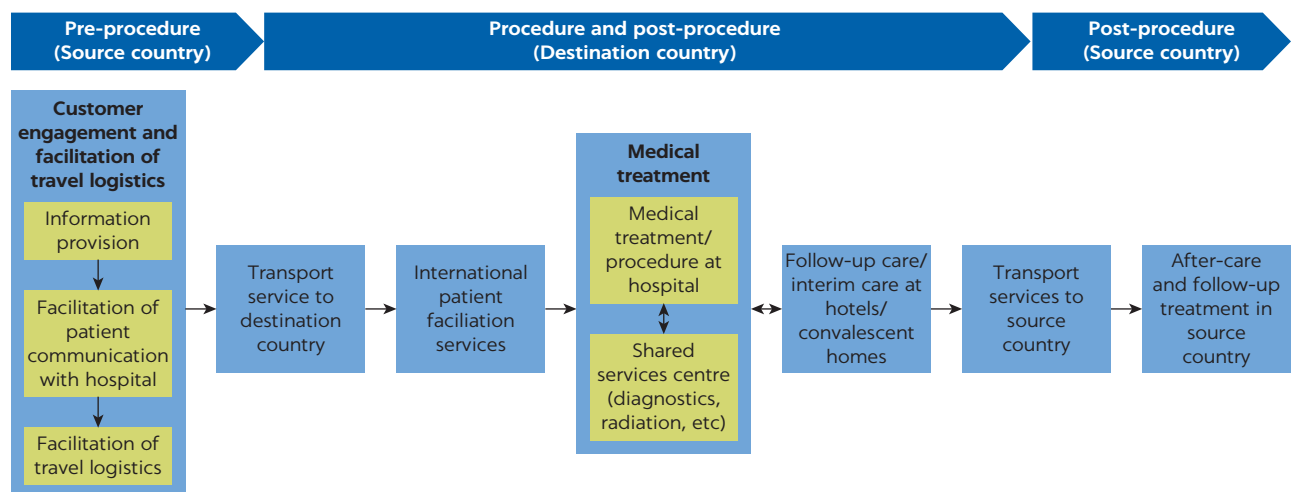 Pre-procedure
(Source country)
Procedure and post-procedure
(Destination country)
Post-procedure
(Source country)
Customer
engagement and
facilitation of
travel logistics
Information
provision
Facilitation of
patient
communication
with hospital
Facilitation of
travel logistics
Transport
service to
destination
country
International
patient
faciliation
services
Medical
treatment
Medical
treatment/
procedure at
hospital
Shared
services centre
(diagnostics,
radiation, etc)
Follow-up care/
interim care at
hotels/
convalescent
homes
Transport
services to
source
country
After-care
and follow-up
treatment in
source
country